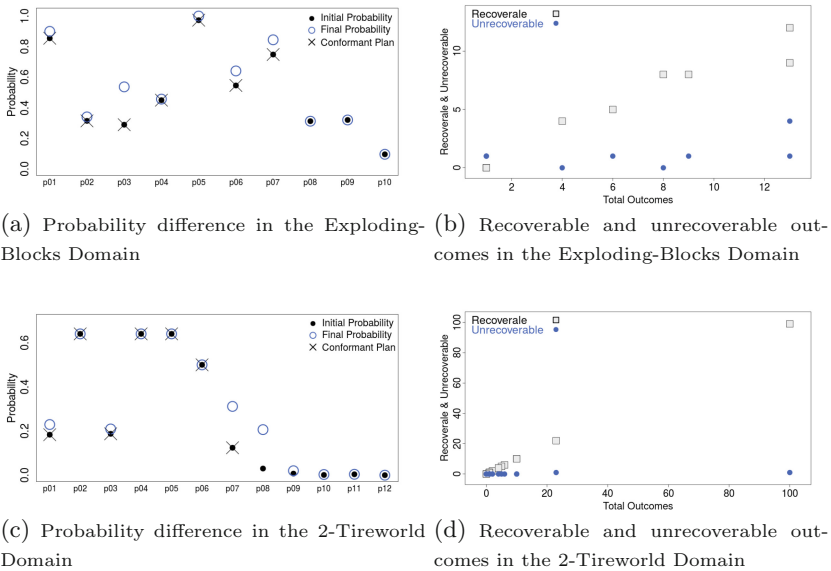 Initial Probability
Final Probability
Conformant Plan
Probability
0.0 0.2 0.4 0.6 0.8 1.0
p01 p02 p03 p04 p05 p06 p07 p08 p09 p10
Recoverale
Unrecoverable
Recoverale & Unrecoverable
0 5 10
2 4 6 8 10 12
Total Outcomes
(a) Probability difference in the Exploding-
Blocks Domain
(b) Recoverable and unrecoverable out-
comes in the Exploding-Blocks Domain
Initial Probability
Final Probability
Conformant Plan
Probability
0.0 0.2 0.4 0.6
p01 p02 p03 p04 p05 p06 p07 p08 p09 p10 p11 p12
Recoverale
Unrecoverable
Recoverale & Unrecoverable
0 20 40 60 80 100
0 20 40 60 80 100
Total Outcomes
(c) Probability difference in the 2-Tireworld
Domain
(d) Recoverable and unrecoverable out-
comes in the 2-Tireworld Domain